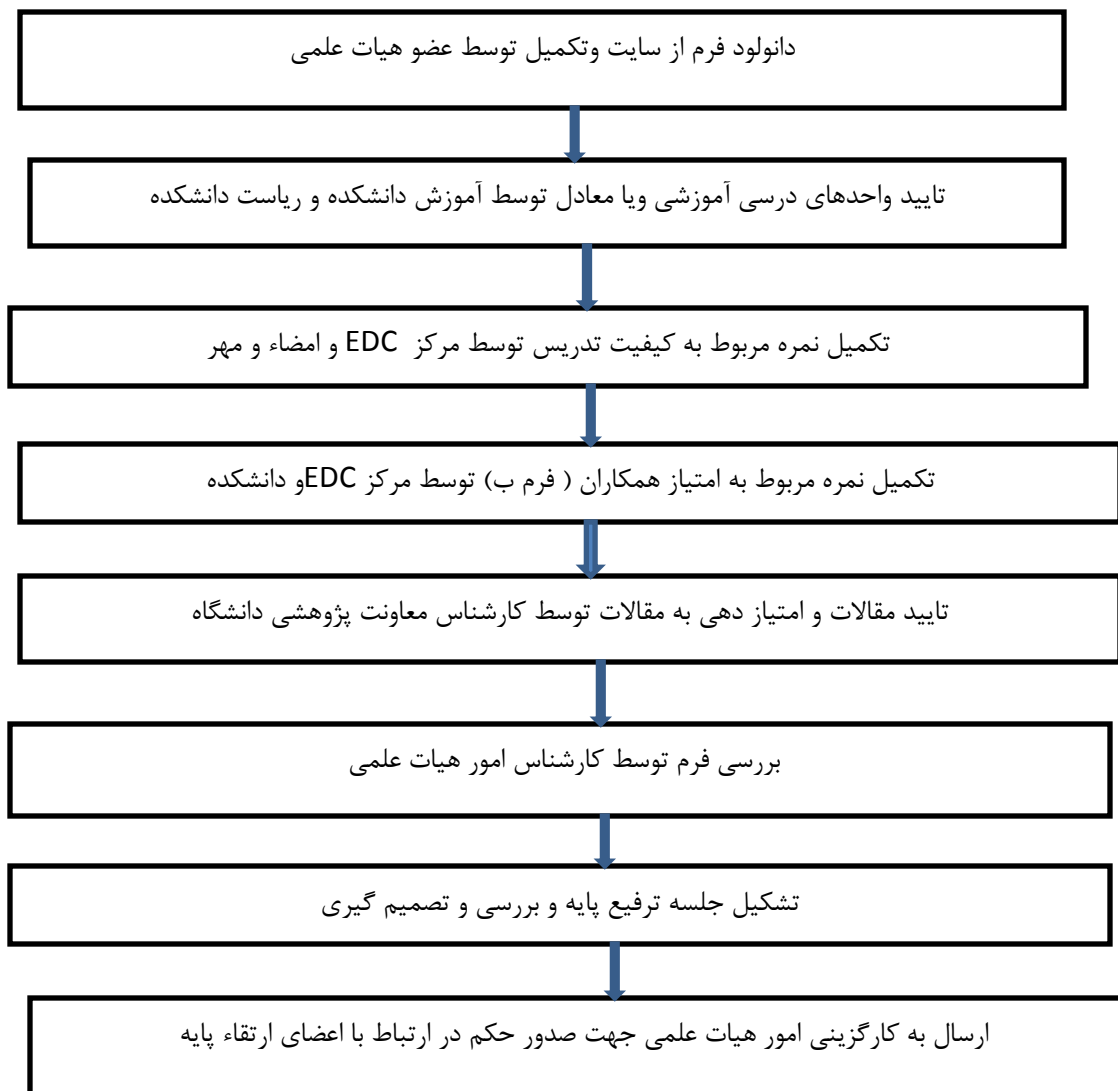 دانولود فرم از سایت وتکمیل توسط عضو هیات علمی
تایید واحدهای درسی آموزشی ویا معادل توسط آموزش دانشکده و ریاست دانشکده
تکمیل نمره مربوط به کیفیت تدریس توسط مرکز EDC و امضاء و مهر
تکمیل نمره مربوط به امتیاز همکاران ( فرم ب) توسط مرکز EDCو دانشکده
تایید مقالات و امتیاز دهی به مقالات توسط کارشناس معاونت پژوهشی دانشگاه
بررسی فرم توسط کارشناس امور هیات علمی
تشکیل جلسه ترفیع پایه و بررسی و تصمیم گیری
ارسال به کارگزینی امور هیات علمی جهت صدور حکم در ارتباط با اعضای ارتقاء پایه